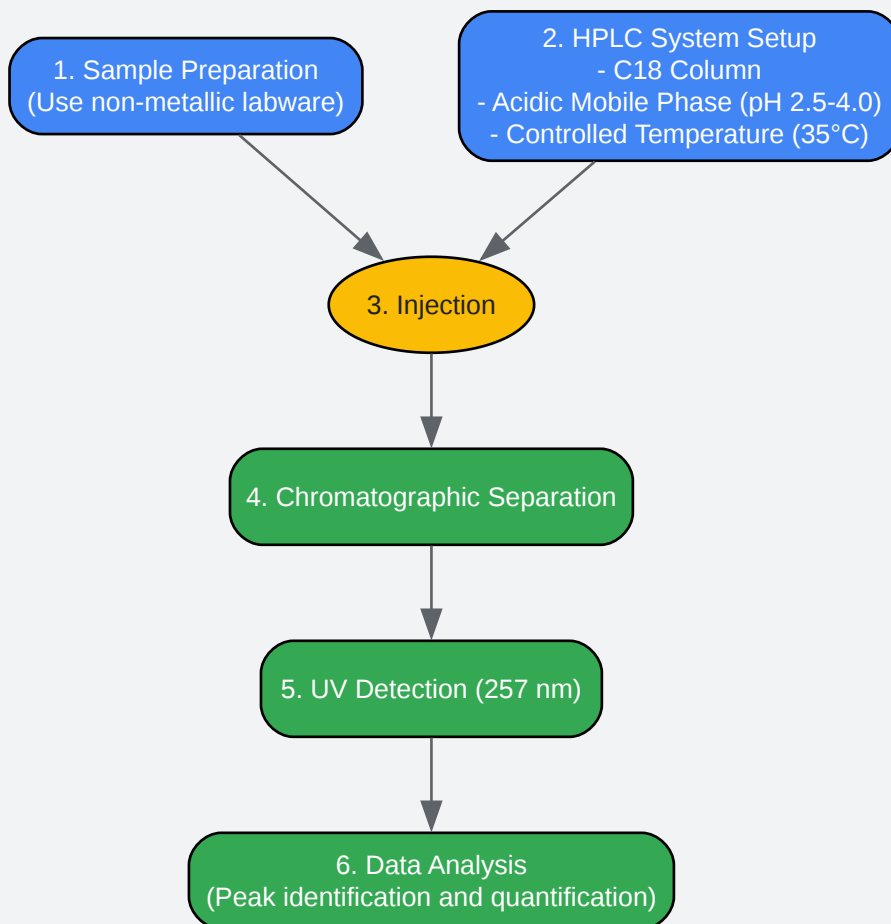 1. Sample Preparation
(Use non-metallic labware)
2. HPLC System Setup
- C18 Column
- Acidic Mobile Phase (pH 2.5-4.0)
- Controlled Temperature (35°C)
3. Injection
4. Chromatographic Separation
5. UV Detection (257 nm)
6. Data Analysis
(Peak identification and quantification)